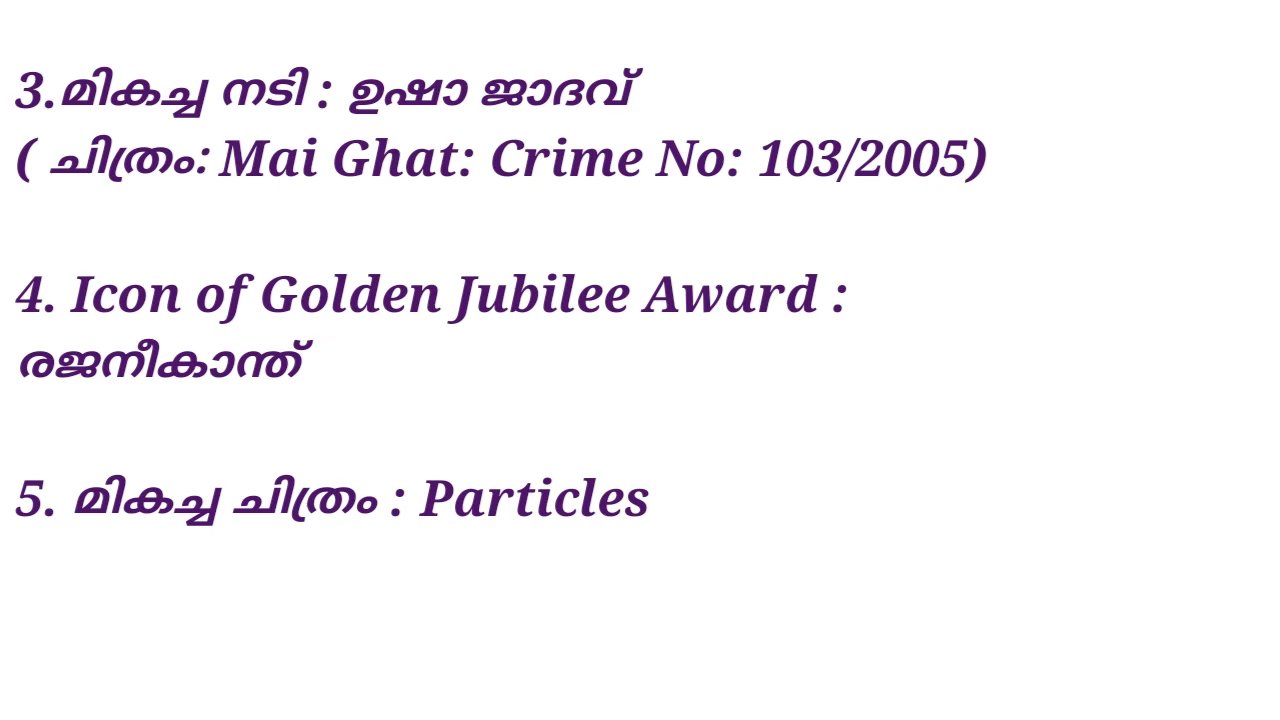 3.മികച്ച നടി : ഉഷാ ജാദവ്
( ചിത്രം: Mai Ghat: Crime No: 103/2005)
4. Icon of Golden Jubilee Award :
രജനീകാന്ത്
5. മികച്ച ചിത്രം : Particles